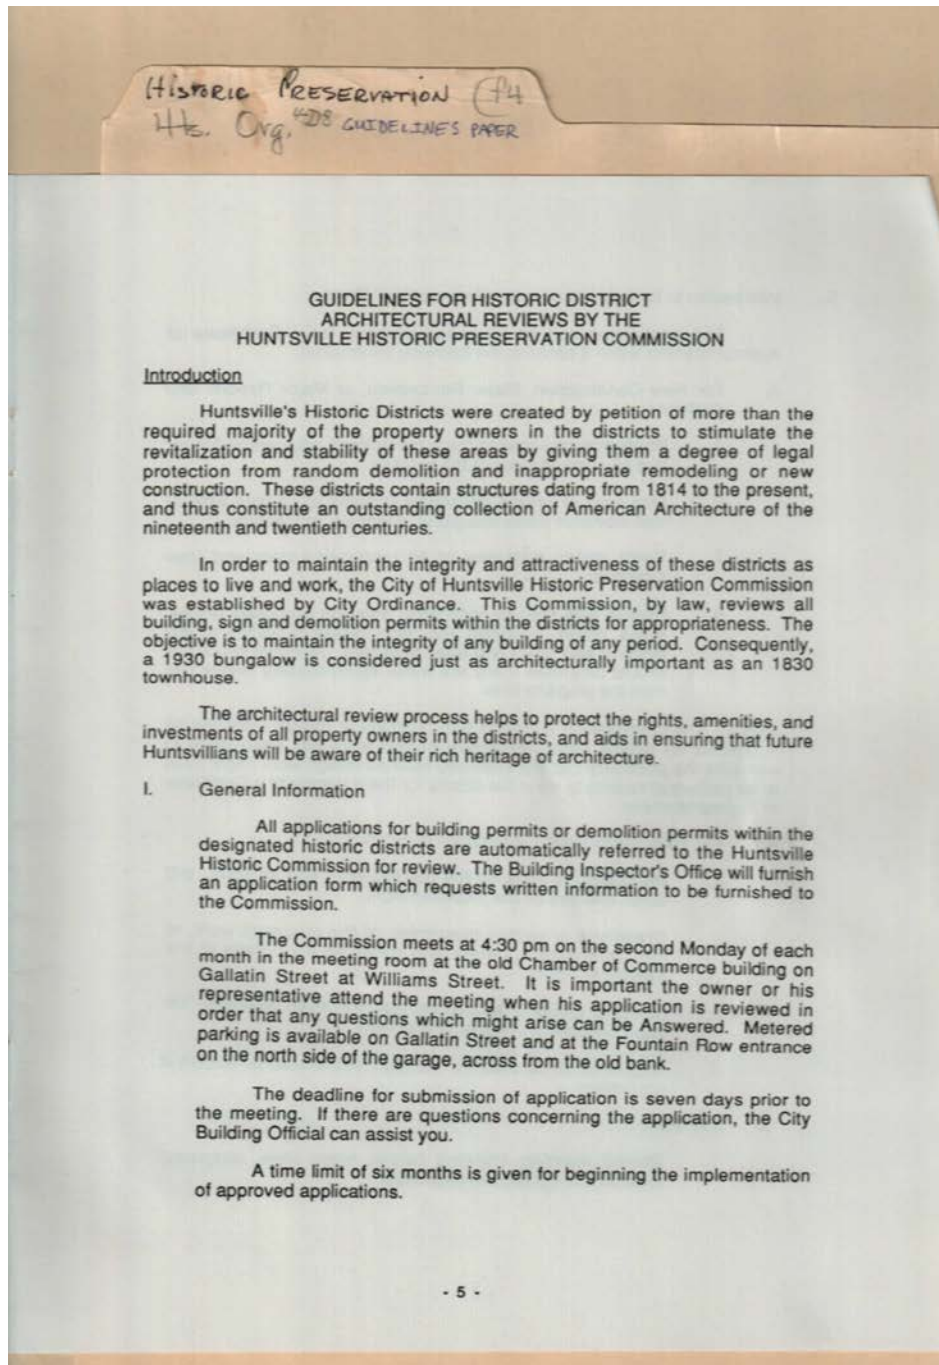 Historic Preservation (f4
Hs. Org. GUIDELINES PAPER
GUIDELINES FOR HISTORIC DISTRICT
ARCHITECTURAL REVIEWS BY THE
HUNTSVILLE HISTORIC PRESERVATION COMMISSION
Introduction
Huntsville's Historic Districts were created by petition of more than the
required majority of the property owners in the districts to stimulate the
revitalization and stability of these areas by giving them a degree of legal
protection from random demolition and inappropriate remodeling or new
construction. These districts contain structures dating from 1814 to the present,
and thus constitute an outstanding collection of American Architecture of the
nineteenth and twentieth centuries.
In order to maintain the integrity and attractiveness of these districts as
places to live and work, the City of Huntsville Historic Preservation Commission
was established by City Ordinance. This Commission, by law, reviews all
building, sign and demolition permits within the districts for appropriateness. The
objective is to maintain the integrity of any building of any period. Consequently,
a 1930 bungalow is considered just as architecturally important as an 1830
townhouse.
The architectural review process helps to protect the rights, amenities, and
investments of all property owners in the districts, and aids in ensuring that future
Huntsvillians will be aware of their rich heritage of architecture.
I. General Information
All applications for building permits or demolition permits within the
designated historic districts are automatically referred to the Huntsville
Historic Commission for review. The Building Inspector's Office will furnish
an application form which requests written information to be furnished to
the Commission.
The Commission meets at 4:30 pm on the second Monday of each
month in the meeting room at the old Chamber of Commerce building on
Gallatin Street at Williams Street. It is important the owner or his
representative attend the meeting when his application is reviewed in
order that any questions which might arise can be Answered. Metered
parking is available on Gallatin Street and at the Fountain Row entrance
on the north side of the garage, across from the old bank.
The deadline for submission of application is seven days prior to
the meeting. If there are questions concerning the application, the City
Building Official can assist you.
A time limit of six months is given for beginning the implementation
of approved applications.
- 5 -